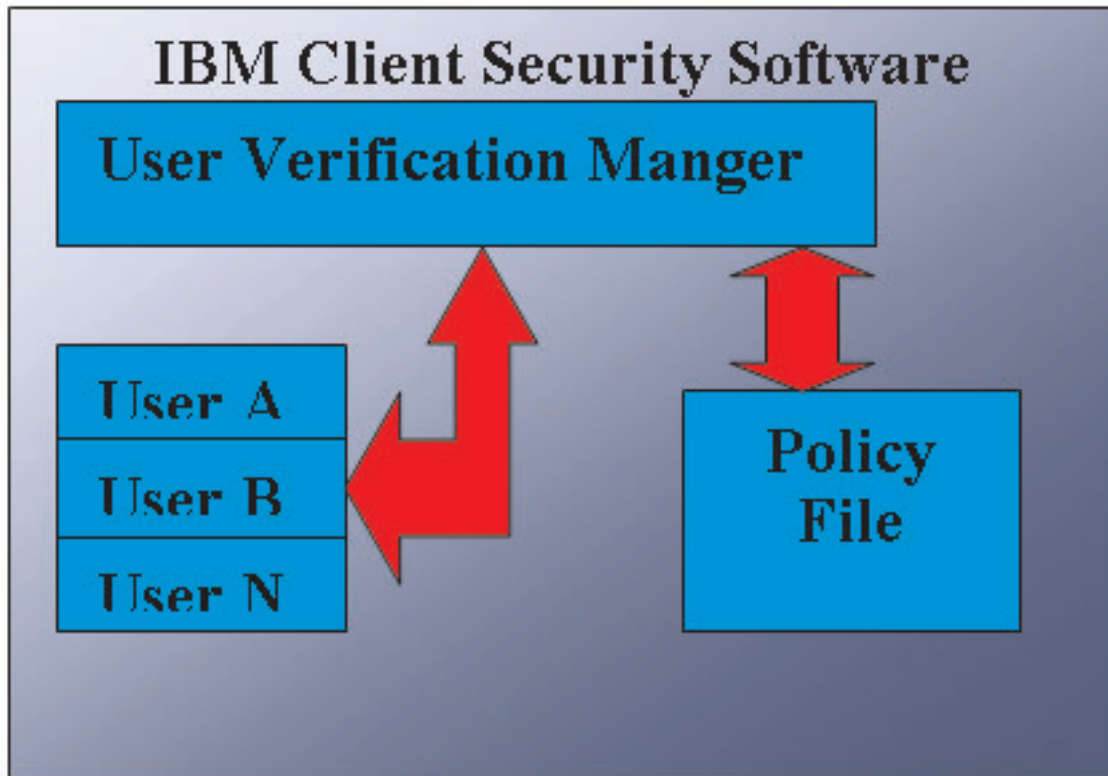 IBM Client Security Software
User Verification Manger
User A
User B
User N
Policy
File